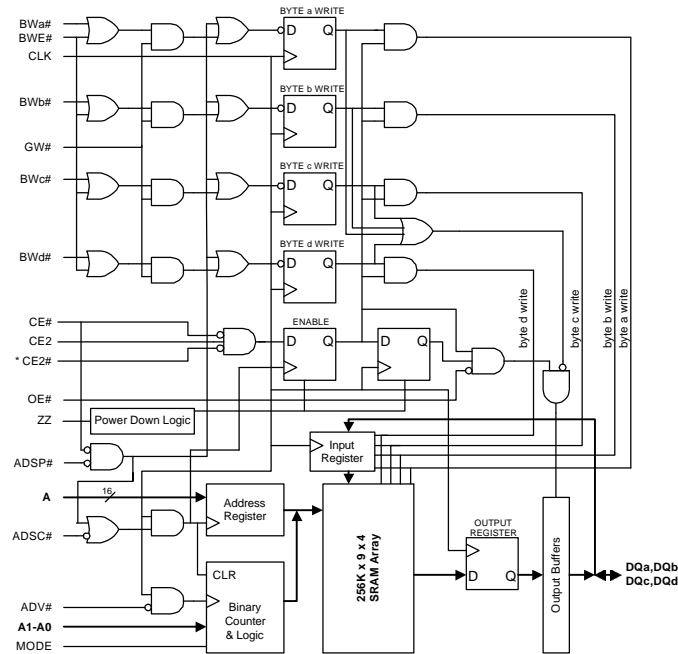 BYTE a WRITE
BWa#
BWE#
CLK
D Q
BYTE b WRITE
BWb#
D Q
GW#
BYTE c WRITE
BWc#
D Q
BYTE d WRITE
BWd#
D Q
byte d write
byte c write
byte b write
byte a write
CE#
CE2
* CE2#
ENABLE
D Q
D Q
OE#
ZZ
Power Down Logic
ADSP#
Input
Register
A
16
Address
Register
ADSC#
OUTPUT
REGISTER
256K x 9 x 4
SRAM Array
D Q
Output Buffers
DQa,DQb
DQc,DQd
CLR
Binary
Counter
& Logic
ADV#
A1-A0
MODE